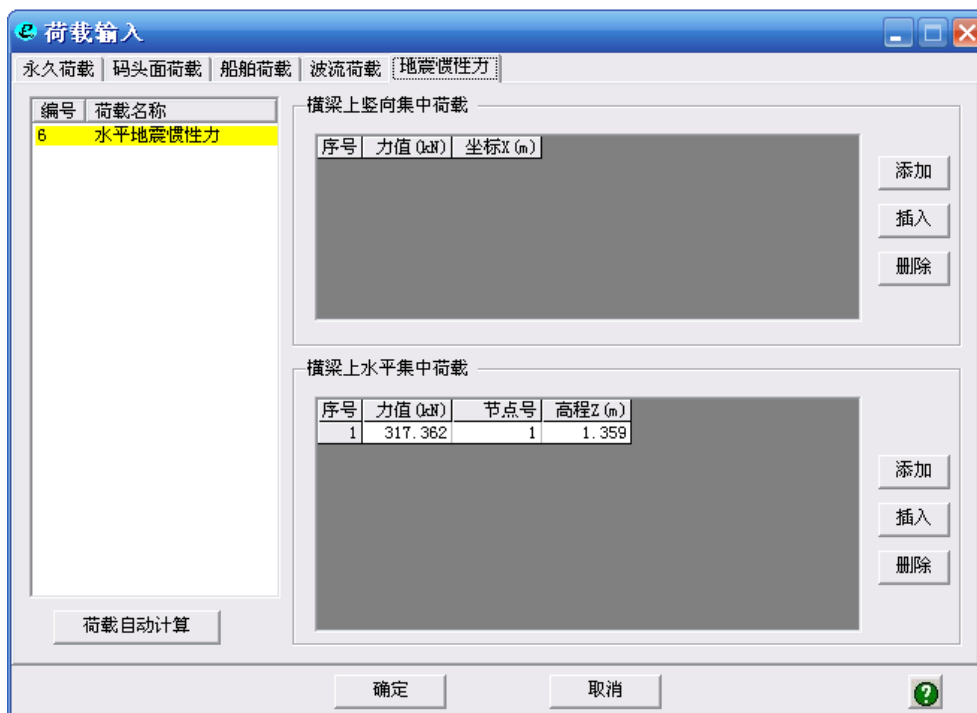 荷载输入
永久荷载 码头面荷载 船舶荷载 波流荷载 地震惯性力
编号 荷载名称
6 水平地震惯性力
荷载自动计算
横梁上竖向集中荷载
序号 力值(kN) 坐标X(m)
添加
插入
删除
横梁上水平集中荷载
序号 力值(kN) 节点号 高程Z(m)
1 317.362 1 1.359
添加
插入
删除
确定 取消